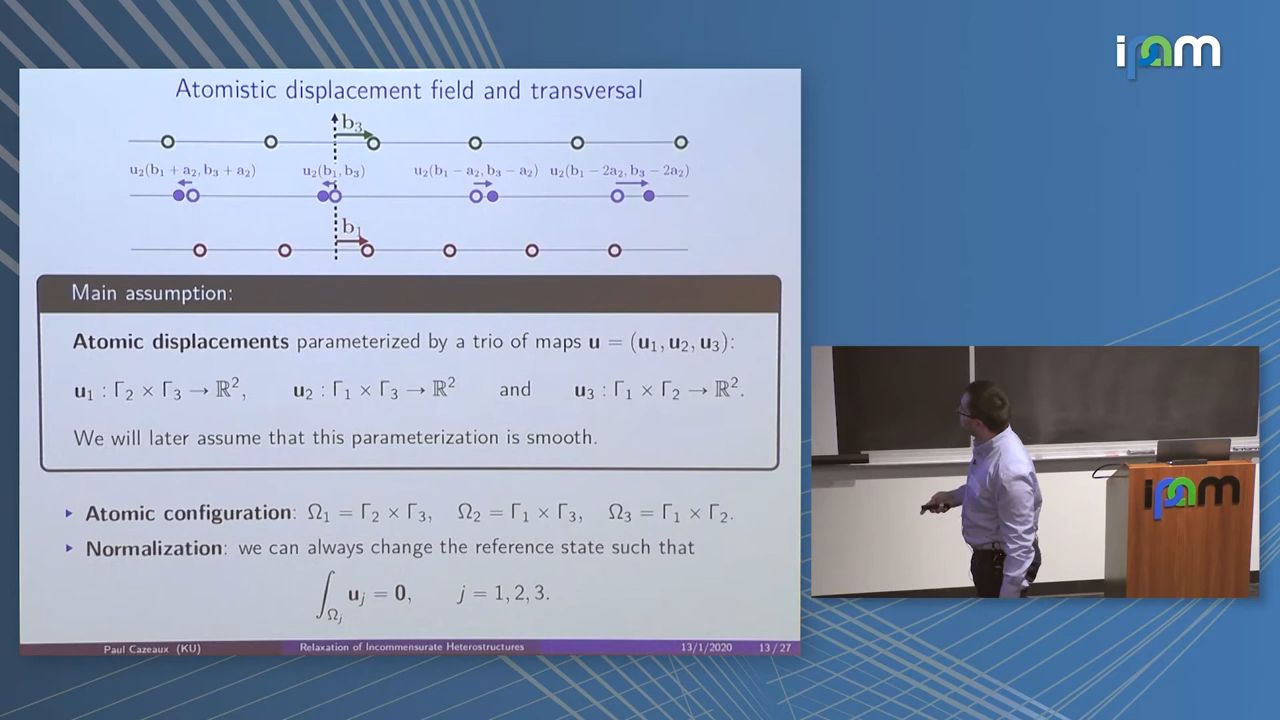 ipam
Atomistic displacement field and transversal
b₃
u₂(b₁ + a₂, b₃ + a₂) u₂(b₁, b₃) u₂(b₁ − a₂, b₃ − a₂) u₂(b₁ − 2a₂, b₃ − 2a₂)
b₁
Main assumption:
Atomic displacements parameterized by a trio of maps u = (u₁, u₂, u₃):
u₁ : Γ₂ × Γ₃ → ℝ², u₂ : Γ₁ × Γ₃ → ℝ² and u₃ : Γ₁ × Γ₂ → ℝ².
We will later assume that this parameterization is smooth.
▸ Atomic configuration: Ω₁ = Γ₂ × Γ₃, Ω₂ = Γ₁ × Γ₃, Ω₃ = Γ₁ × Γ₂.
▸ Normalization: we can always change the reference state such that
∫_Ωⱼ uⱼ = 0, j = 1, 2, 3.
Paul Cazeaux (KU) Relaxation of Incommensurate Heterostructures 13/1/2020 13 / 27
ipam